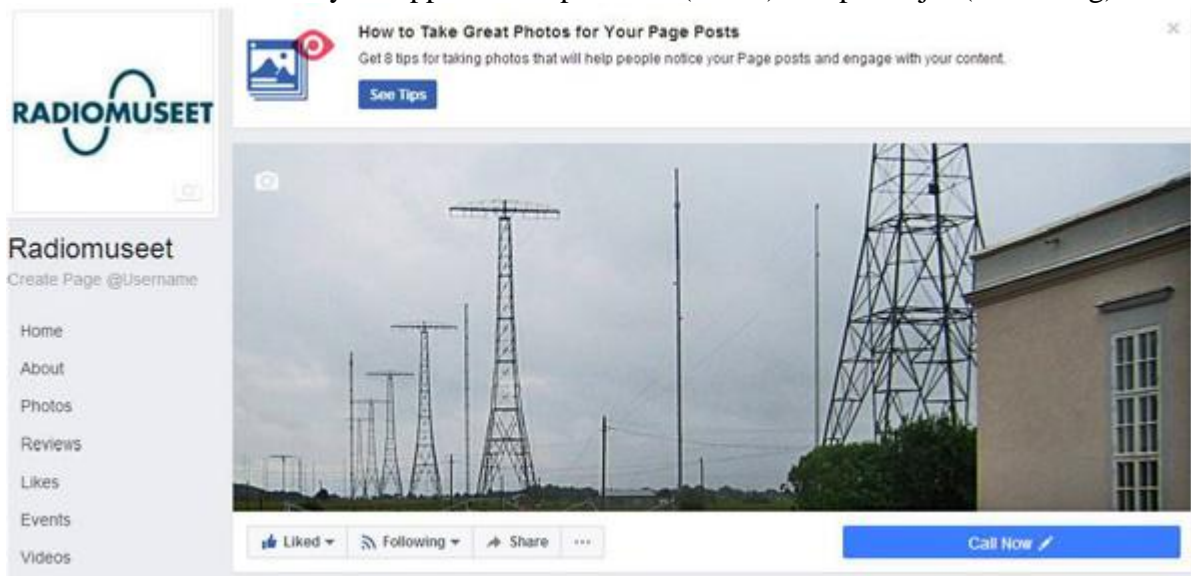 How to Take Great Photos for Your Page Posts
Get 8 tips for taking photos that will help people notice your Page posts and engage with your content.
See Tips
RADIOMUSEET
Radiomuseet
Create Page @Username
Home
About
Photos
Reviews
Likes
Events
Videos
Liked
Following
Share
Call Now